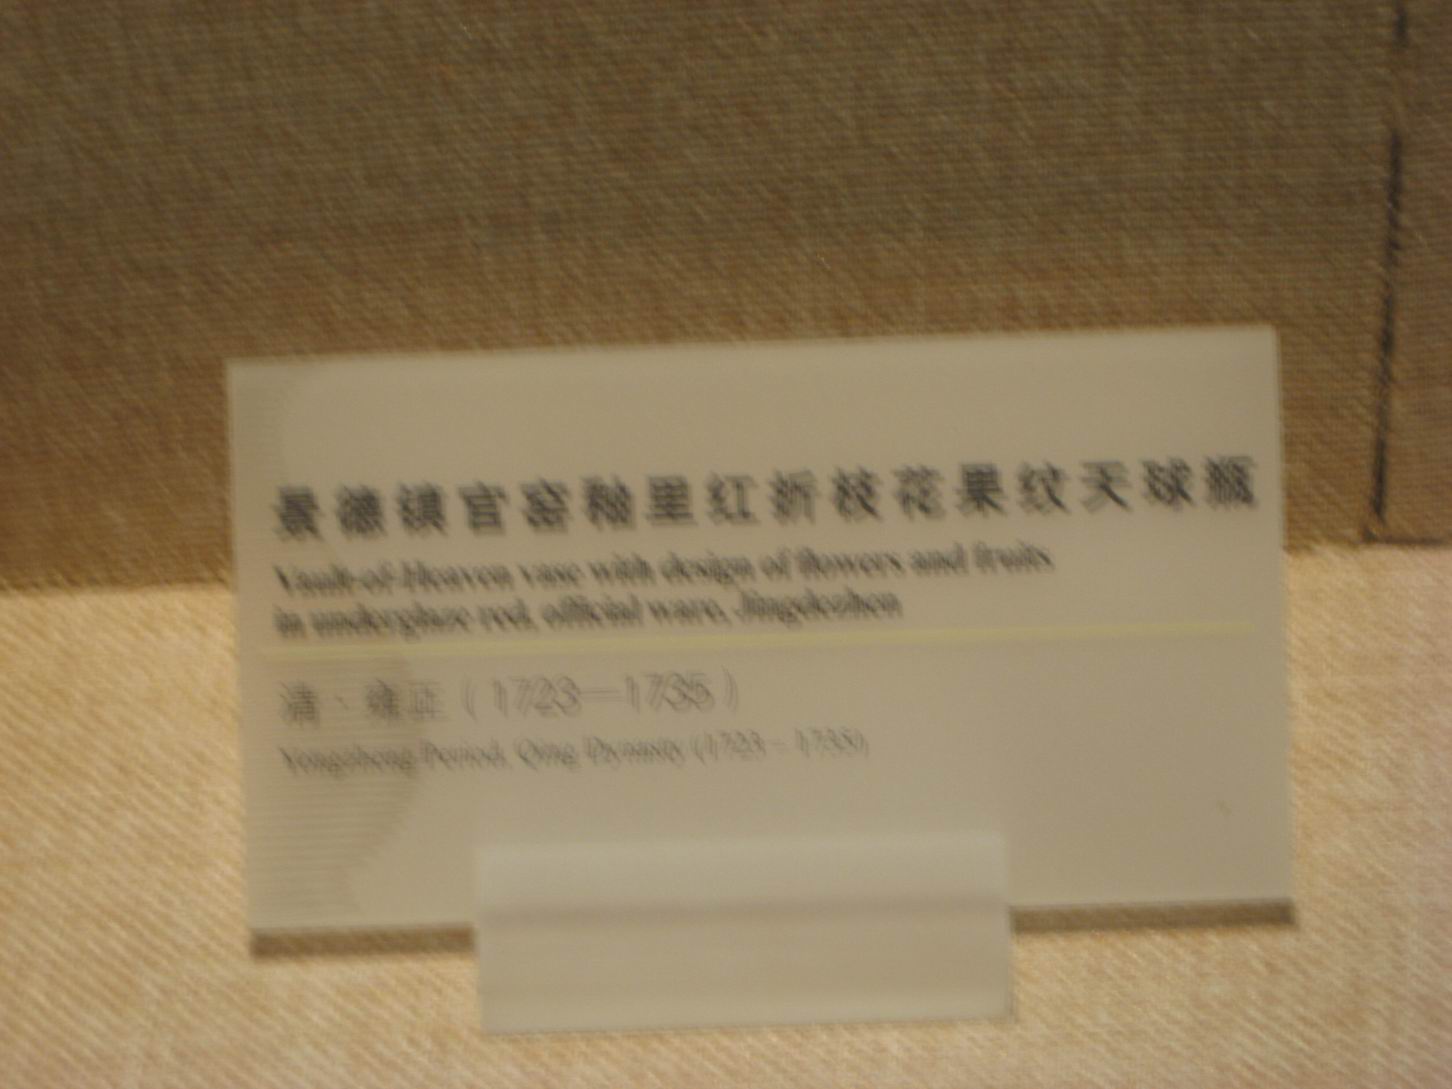 景德镇官窑釉里红折枝花果纹天球瓶
Vault-of-Heaven vase with design of flowers and fruits
in underglaze red, official ware, Jingdezhen
清·雍正（1723—1735）
Yongzheng Period, Qing Dynasty (1723 - 1735)